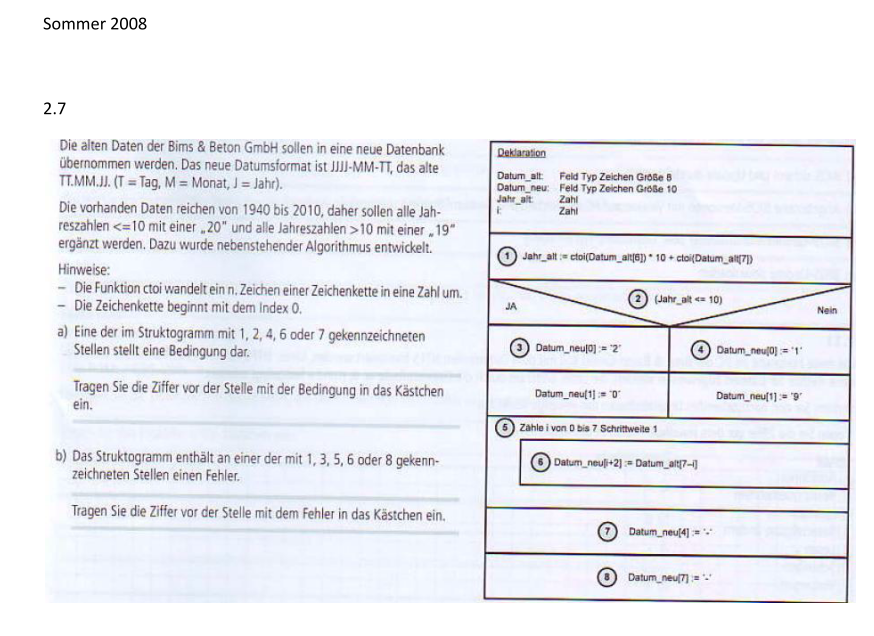 Sommer 2008
2.7
Die alten Daten der Bims & Beton GmbH sollen in eine neue Datenbank
übernommen werden. Das neue Datumsformat ist JJJJ-MM-TT, das alte
TT.MM.JJ. (T = Tag, M = Monat, J = Jahr).
Die vorhanden Daten reichen von 1940 bis 2010, daher sollen alle Jah-
reszahlen <=10 mit einer „20" und alle Jahreszahlen >10 mit einer „19"
ergänzt werden. Dazu wurde nebenstehender Algorithmus entwickelt.
Hinweise:
– Die Funktion ctoi wandelt ein n. Zeichen einer Zeichenkette in eine Zahl um.
– Die Zeichenkette beginnt mit dem Index 0.
a) Eine der im Struktogramm mit 1, 2, 4, 6 oder 7 gekennzeichneten
Stellen stellt eine Bedingung dar.
Tragen Sie die Ziffer vor der Stelle mit der Bedingung in das Kästchen
ein.
b) Das Struktogramm enthält an einer der mit 1, 3, 5, 6 oder 8 gekenn-
zeichneten Stellen einen Fehler.
Tragen Sie die Ziffer vor der Stelle mit dem Fehler in das Kästchen ein.
Deklaration
Datum_alt: Feld Typ Zeichen Größe 8
Datum_neu: Feld Typ Zeichen Größe 10
Jahr_alt: Zahl
i: Zahl
1 Jahr_alt := ctoi(Datum_alt[6]) * 10 + ctoi(Datum_alt[7])
2 (Jahr_alt <= 10)
JA Nein
3 Datum_neu[0] := '2' 4 Datum_neu[0] := '1'
Datum_neu[1] := '0' Datum_neu[1] := '9'
5 Zähle i von 0 bis 7 Schrittweite 1
6 Datum_neu[i+2] := Datum_alt[7–i]
7 Datum_neu[4] := '-'
8 Datum_neu[7] := '-'